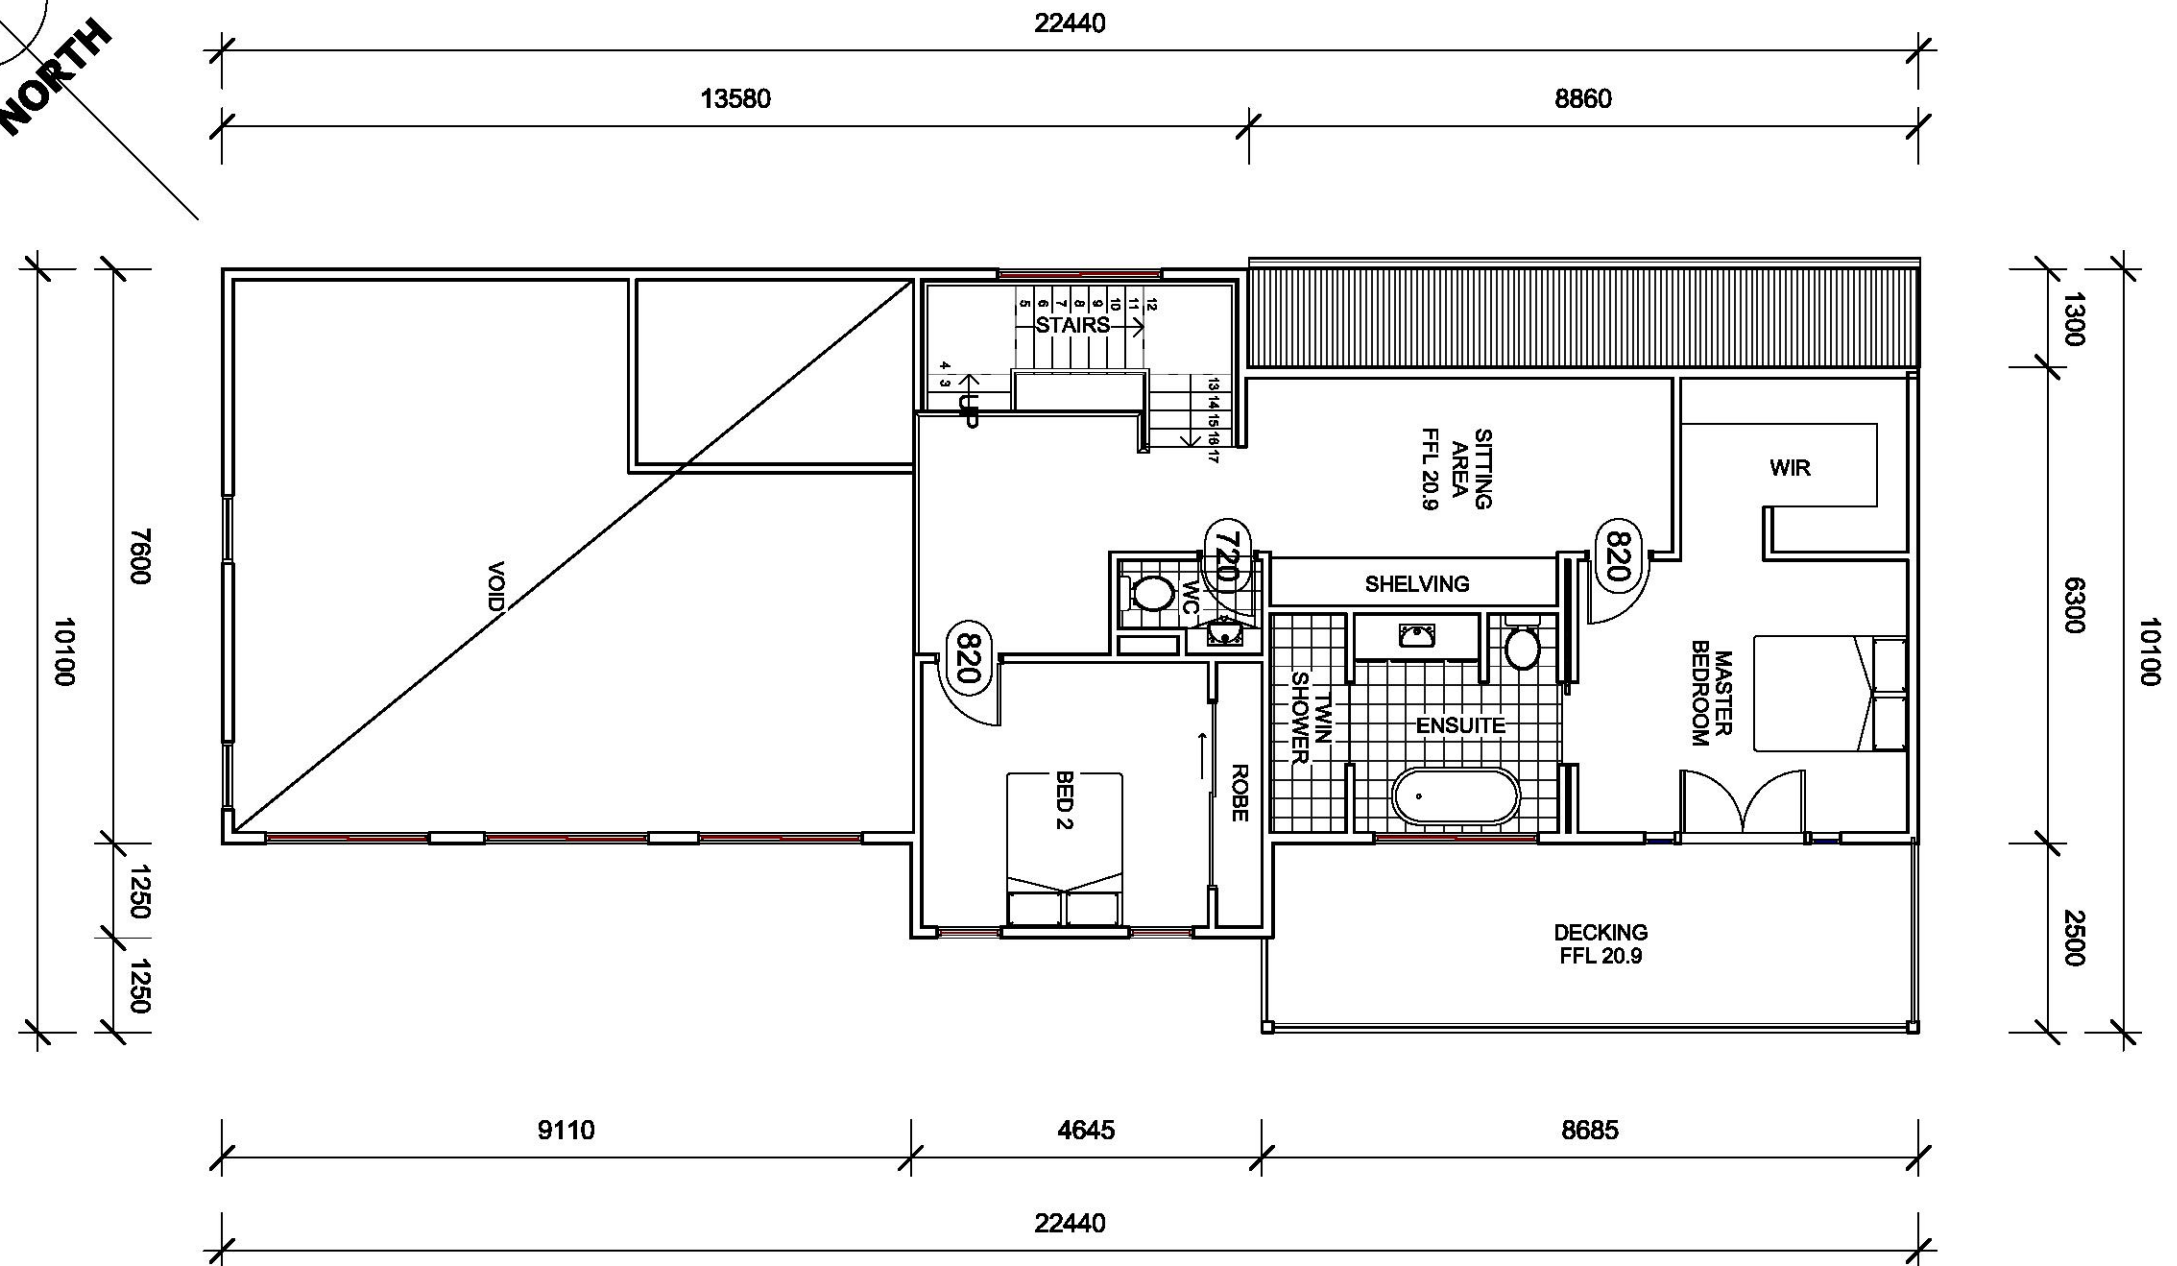 NORTH
22440
13580
8860
1300
6300
2500
10100
7600
1250
1250
10100
5
6
7
8
9
10
11
12
STAIRS
4
3
UP
13
14
15
16
17
SITTING
AREA
FFL 20.9
WIR
720
820
WC
SHELVING
VOID
820
MASTER
BEDROOM
TWIN
SHOWER
ENSUITE
BED 2
ROBE
DECKING
FFL 20.9
9110
4645
8685
22440